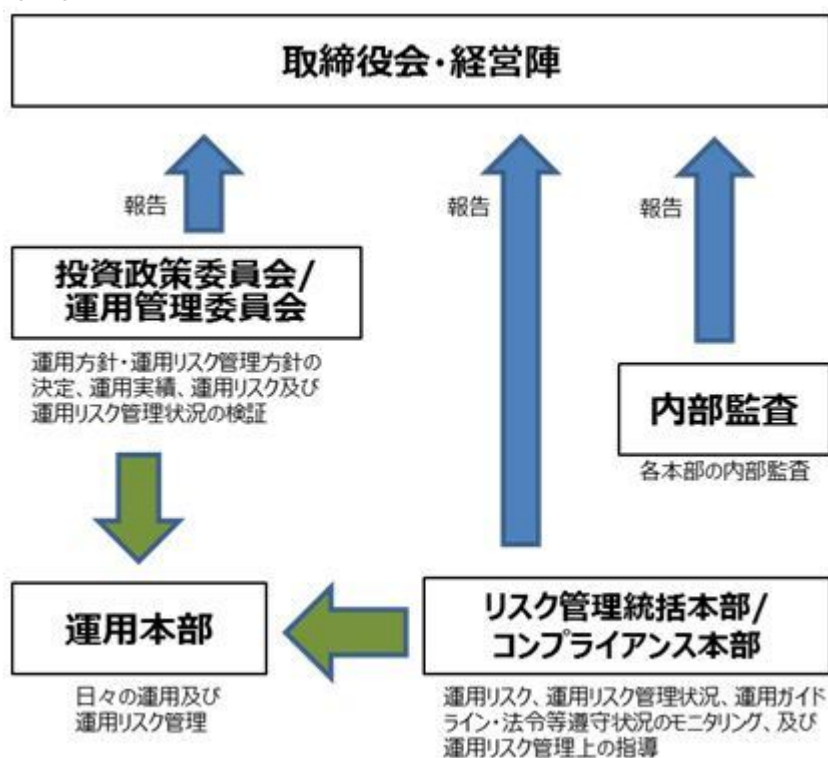 取締役会・経営陣
報告
報告
報告
投資政策委員会/
運用管理委員会
運用方針・運用リスク管理方針の
決定、運用実績、運用リスク及び
運用リスク管理状況の検証
内部監査
各本部の内部監査
運用本部
日々の運用及び
運用リスク管理
リスク管理統括本部/
コンプライアンス本部
運用リスク、運用リスク管理状況、運用ガイド
ライン・法令等遵守状況のモニタリング、及び
運用リスク管理上の指導